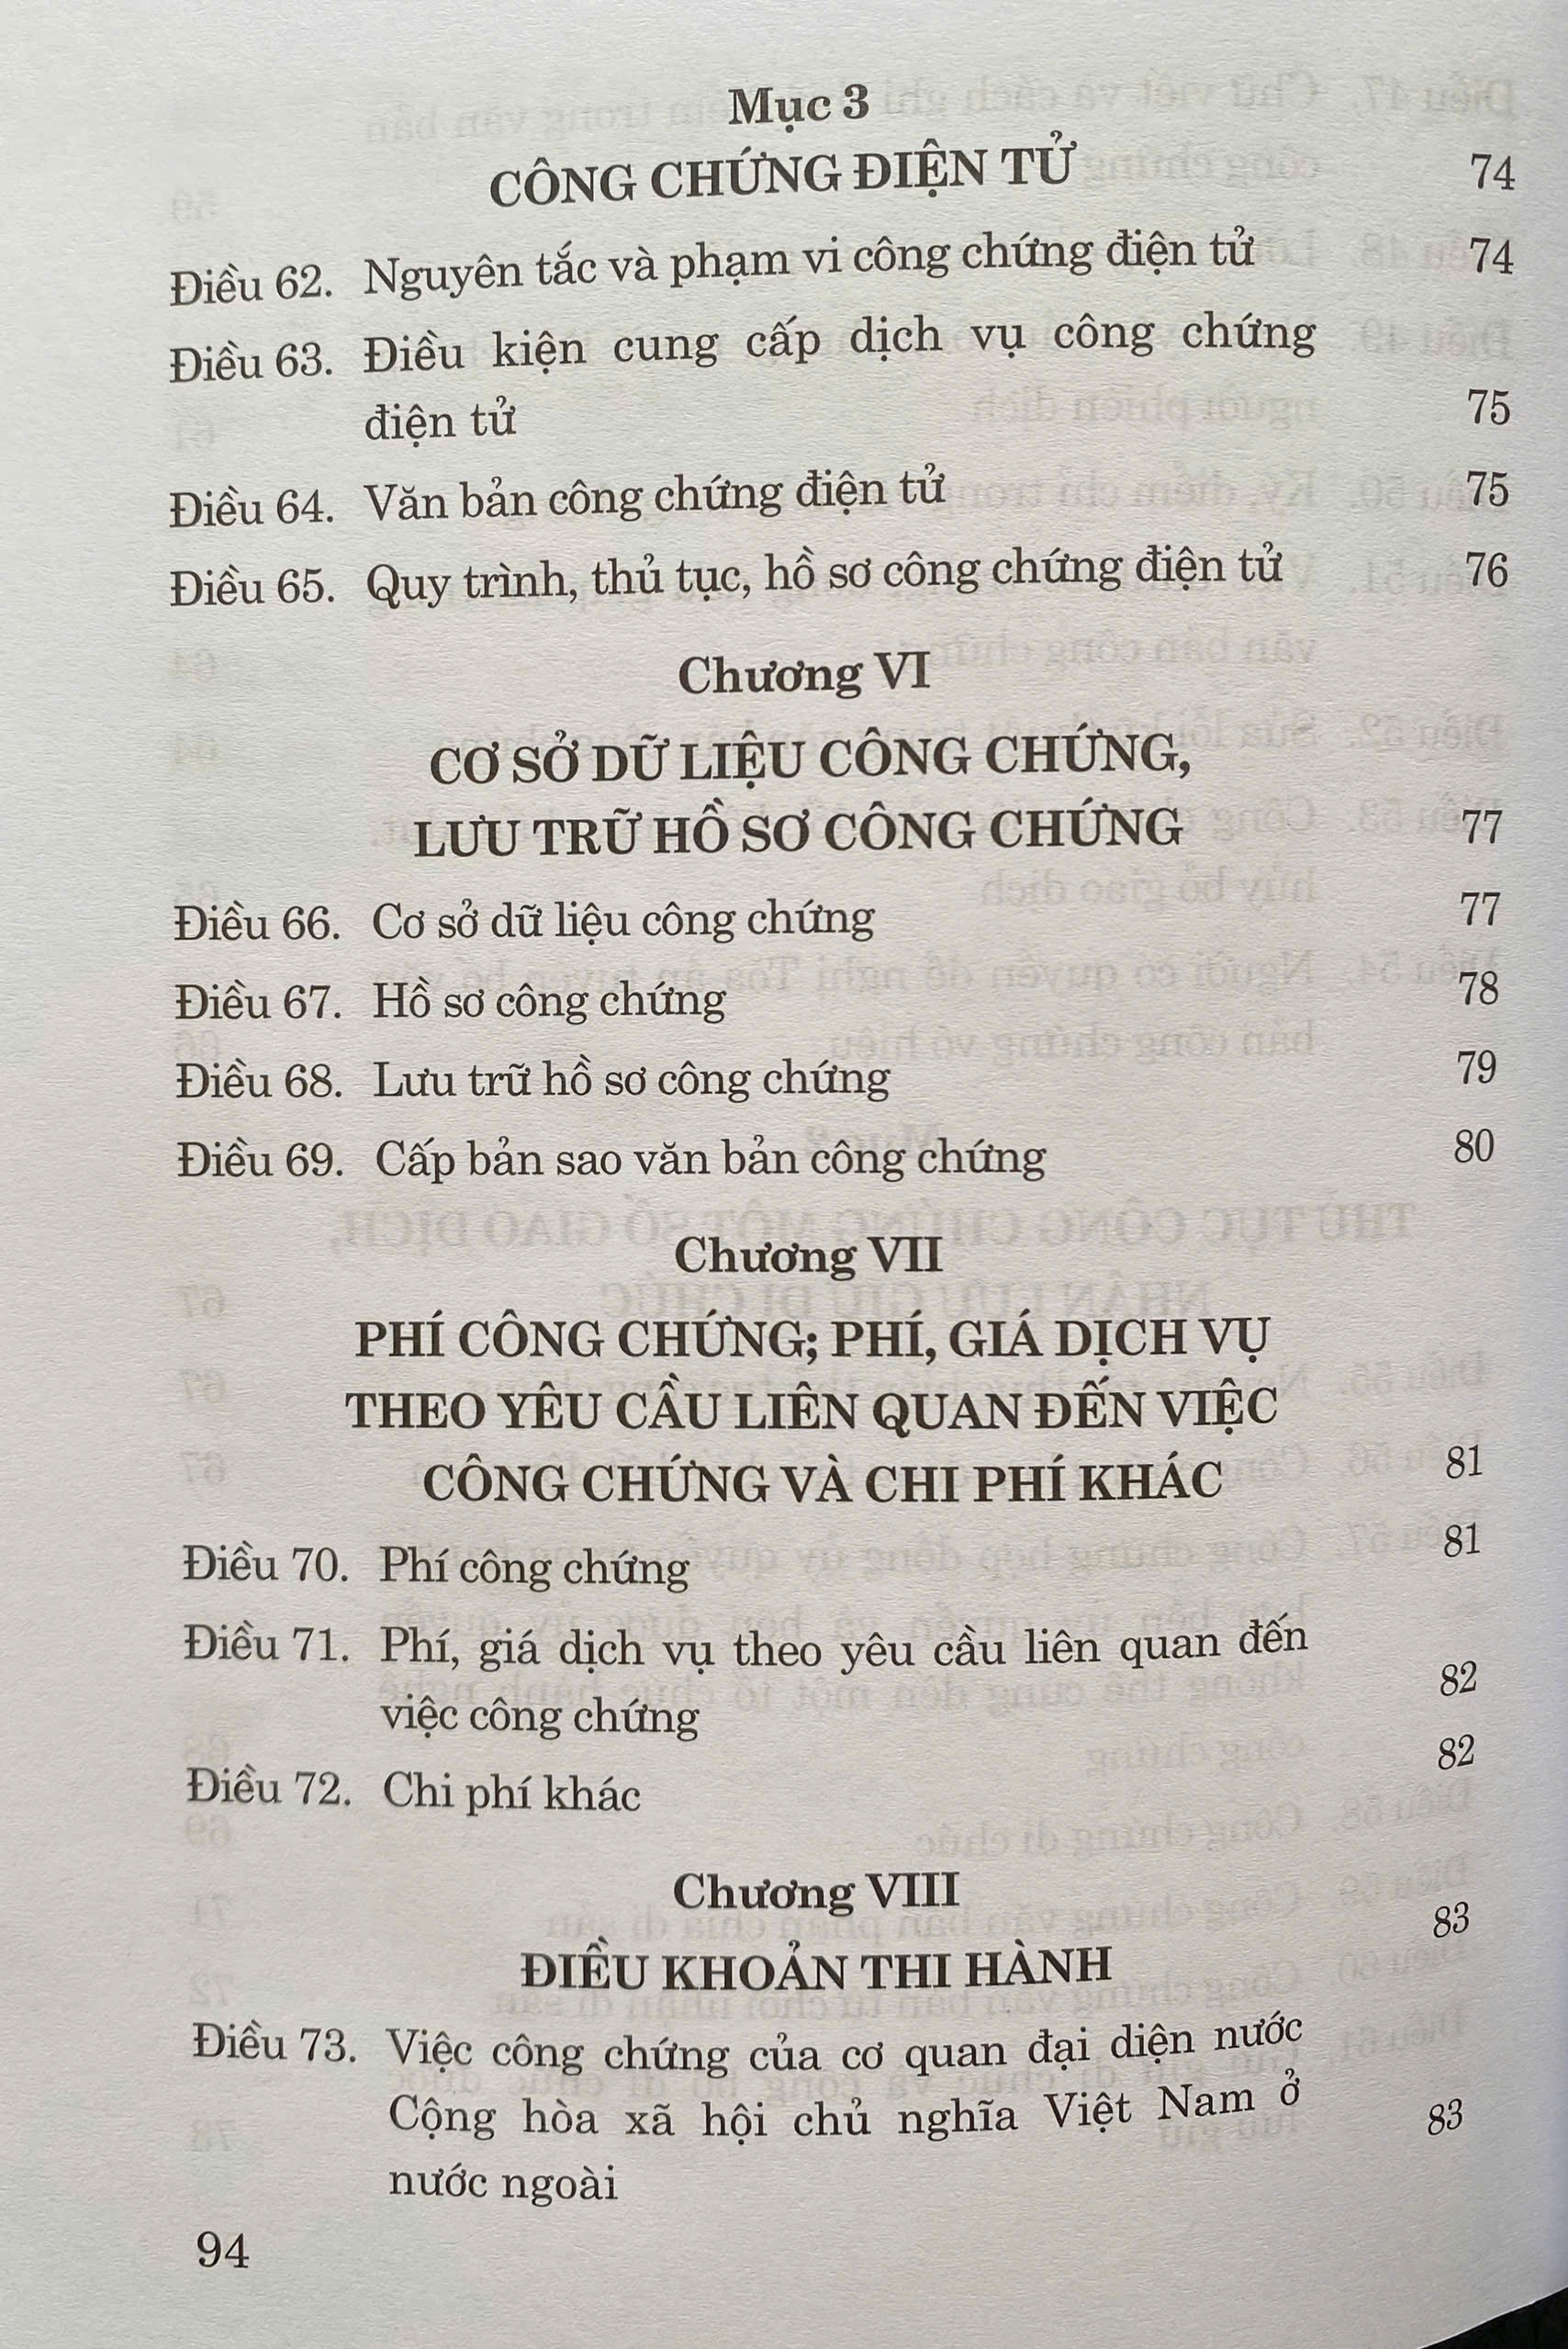 Mục 3
CÔNG CHỨNG ĐIỆN TỬ 74
Điều 62. Nguyên tắc và phạm vi công chứng điện tử 74
Điều 63. Điều kiện cung cấp dịch vụ công chứng
điện tử 75
Điều 64. Văn bản công chứng điện tử 75
Điều 65. Quy trình, thủ tục, hồ sơ công chứng điện tử 76
Chương VI
CƠ SỞ DỮ LIỆU CÔNG CHỨNG,
LƯU TRỮ HỒ SƠ CÔNG CHỨNG 77
Điều 66. Cơ sở dữ liệu công chứng 77
Điều 67. Hồ sơ công chứng 78
Điều 68. Lưu trữ hồ sơ công chứng 79
Điều 69. Cấp bản sao văn bản công chứng 80
Chương VII
PHÍ CÔNG CHỨNG; PHÍ, GIÁ DỊCH VỤ
THEO YÊU CẦU LIÊN QUAN ĐẾN VIỆC
CÔNG CHỨNG VÀ CHI PHÍ KHÁC 81
Điều 70. Phí công chứng 81
Điều 71. Phí, giá dịch vụ theo yêu cầu liên quan đến
việc công chứng 82
Điều 72. Chi phí khác 82
Chương VIII
ĐIỀU KHOẢN THI HÀNH 83
Điều 73. Việc công chứng của cơ quan đại diện nước
Cộng hòa xã hội chủ nghĩa Việt Nam ở
nước ngoài 83
94